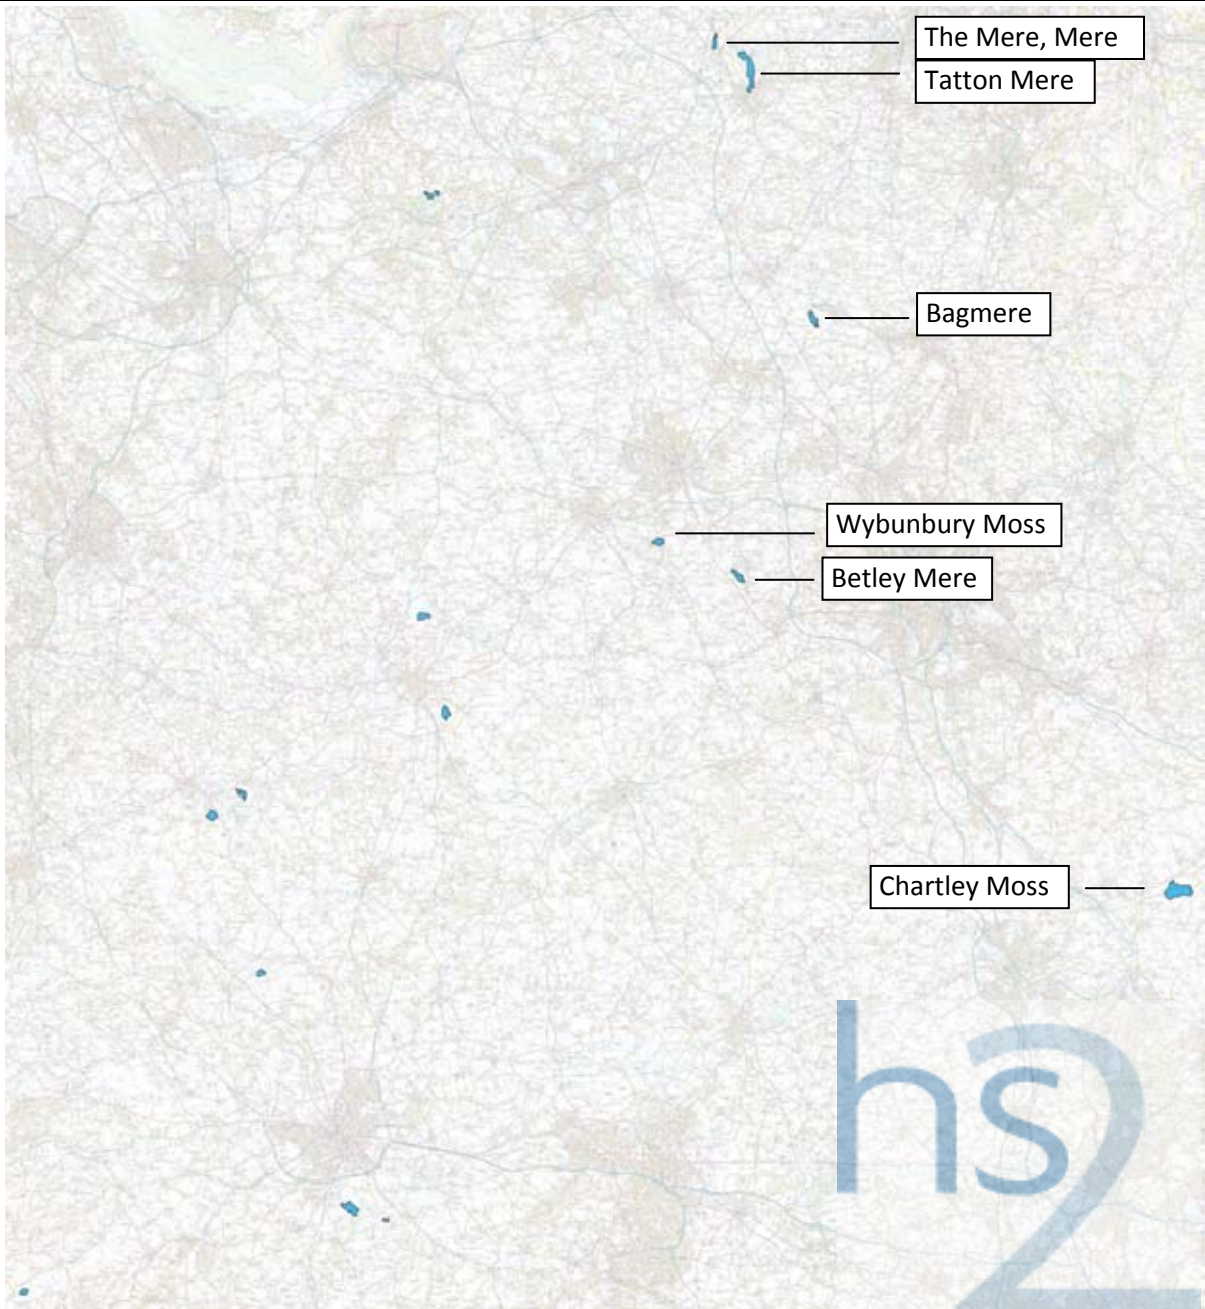 The Mere, Mere
Tatton Mere
Bagmere
Wybunbury Moss
Betley Mere
Chartley Moss
hs2